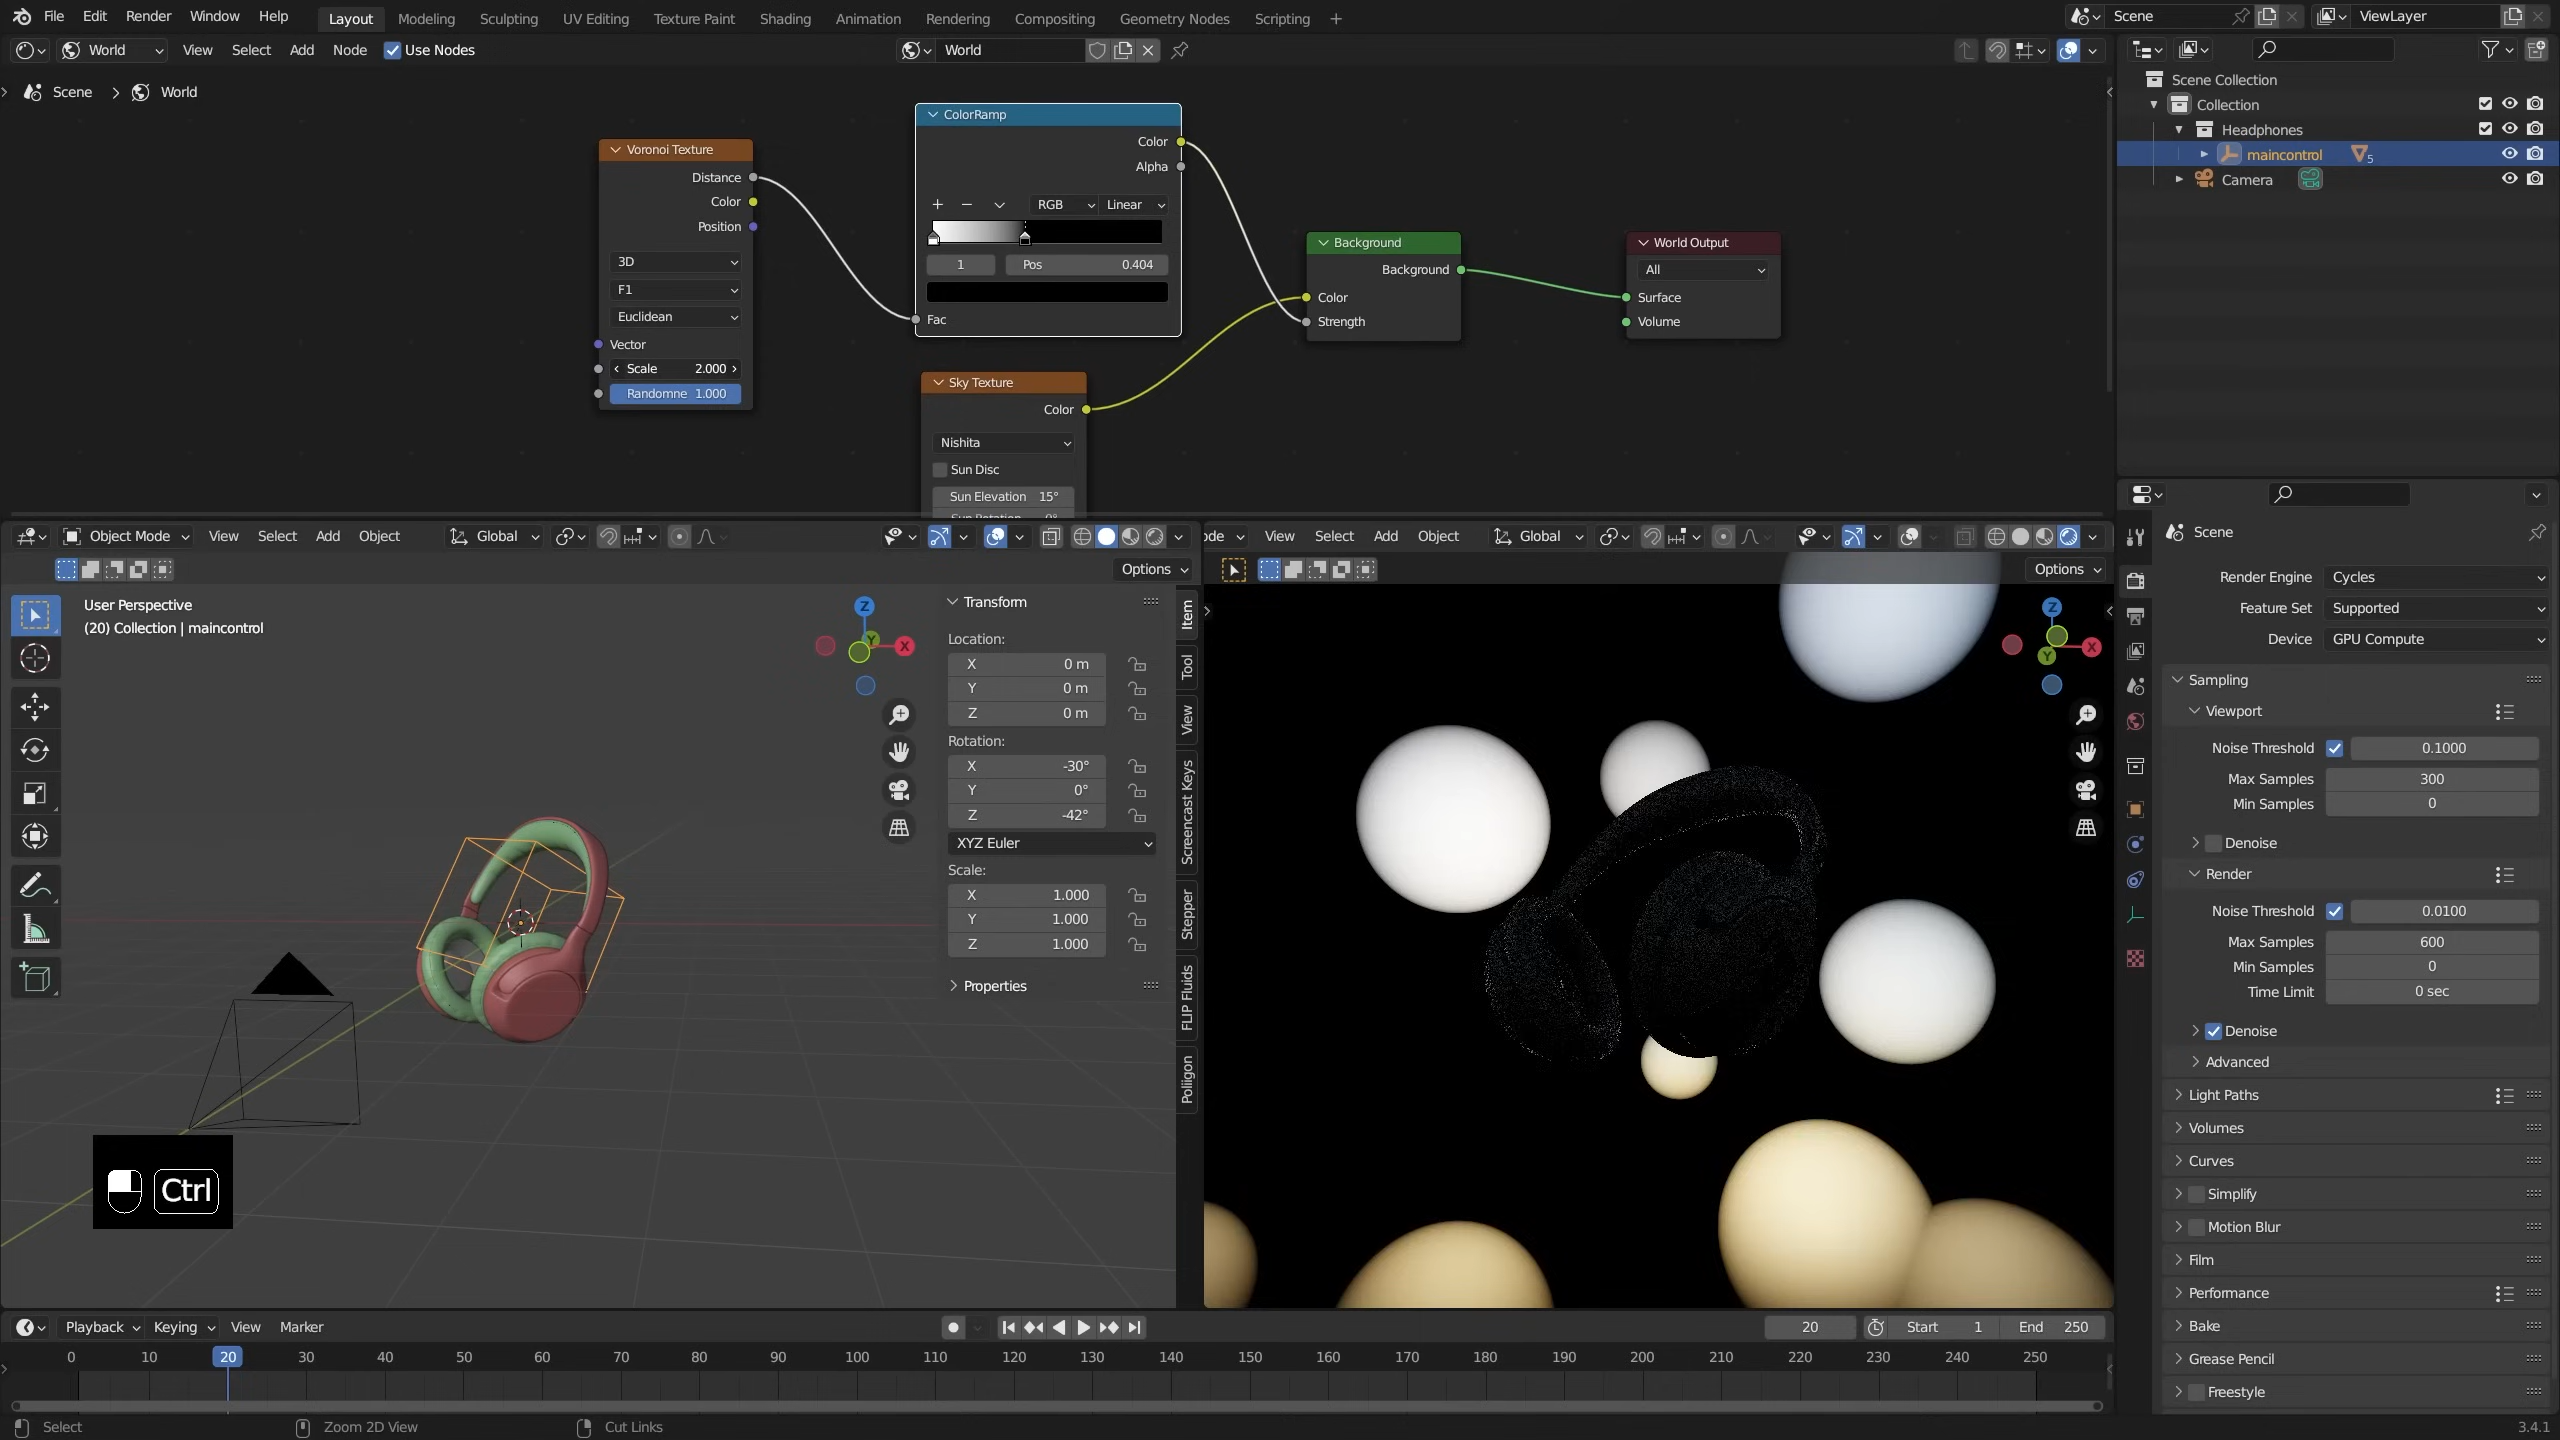 File Edit Render Window Help Layout Modeling Sculpting UV Editing Texture Paint Shading Animation Rendering Compositing Geometry Nodes Scripting + Scene ViewLayer
World View Select Add Node Use Nodes World
Scene > World
Scene Collection
Collection
Headphones
maincontrol 5
Camera
Voronoi Texture
Distance
Color
Position
3D
F1
Euclidean
Vector
Scale 2.000
Randomne 1.000
ColorRamp
Color
Alpha
+ − RGB Linear
1 Pos 0.404
Fac
Sky Texture
Color
Nishita
Sun Disc
Sun Elevation 15°
Background
Background
Color
Strength
World Output
All
Surface
Volume
Object Mode View Select Add Object Global
Options
User Perspective
(20) Collection | maincontrol
Z
Y
X
Transform
Location:
X 0 m
Y 0 m
Z 0 m
Rotation:
X -30°
Y 0°
Z -42°
XYZ Euler
Scale:
X 1.000
Y 1.000
Z 1.000
Properties
Item
Tool
View
Screencast Keys
Stepper
FLIP Fluids
Poliigon
Ctrl
ode View Select Add Object Global
Options
Z
Y
X
Scene
Render Engine Cycles
Feature Set Supported
Device GPU Compute
Sampling
Viewport
Noise Threshold 0.1000
Max Samples 300
Min Samples 0
Denoise
Render
Noise Threshold 0.0100
Max Samples 600
Min Samples 0
Time Limit 0 sec
Denoise
Advanced
Light Paths
Volumes
Curves
Simplify
Motion Blur
Film
Performance
Bake
Grease Pencil
Freestyle
Playback Keying View Marker 20 Start 1 End 250
0 10 20 30 40 50 60 70 80 90 100 110 120 130 140 150 160 170 180 190 200 210 220 230 240 250
Select Zoom 2D View Cut Links 3.4.1